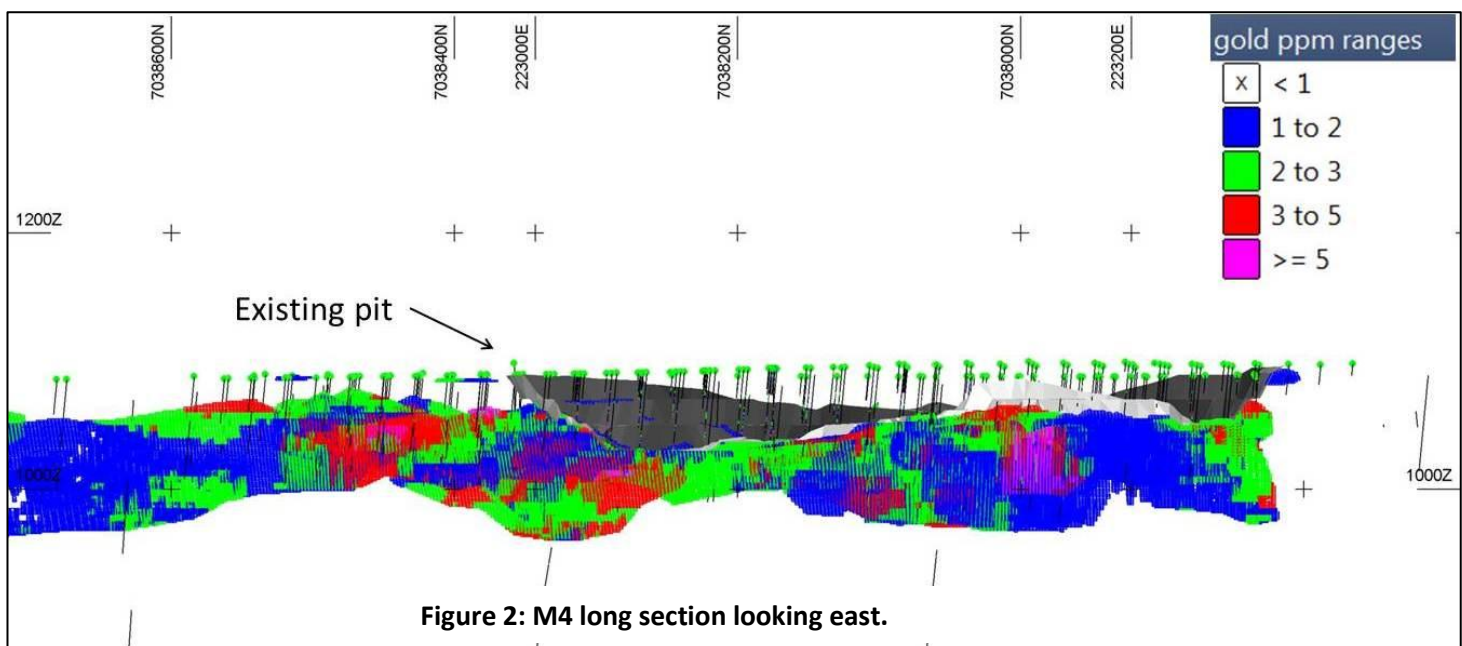 7038600N
7038400N
223000E
7038200N
7038000N
223200E
gold ppm ranges
x < 1
1 to 2
2 to 3
3 to 5
>= 5
1200Z
Existing pit
1000Z
1000Z
Figure 2: M4 long section looking east.